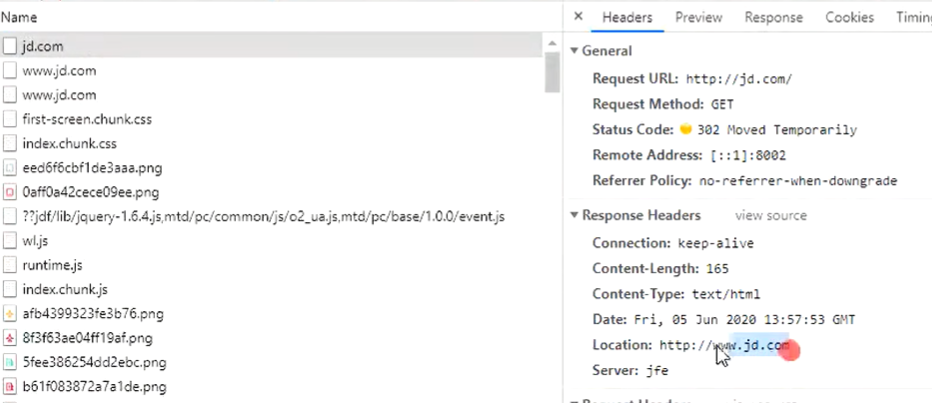 Name
jd.com
www.jd.com
www.jd.com
first-screen.chunk.css
index.chunk.css
eed6f6cbf1de3aaa.png
0aff0a42cece09ee.png
??jdf/lib/jquery-1.6.4.js,mtd/pc/common/js/o2_ua.js,mtd/pc/base/1.0.0/event.js
wl.js
runtime.js
index.chunk.js
afb4399323fe3b76.png
8f3f63ae04ff19af.png
5fee386254dd2ebc.png
b61f083872a7a1de.png
× Headers Preview Response Cookies Timing
General
Request URL: http://jd.com/
Request Method: GET
Status Code: 302 Moved Temporarily
Remote Address: [::1]:8002
Referrer Policy: no-referrer-when-downgrade
Response Headers view source
Connection: keep-alive
Content-Length: 165
Content-Type: text/html
Date: Fri, 05 Jun 2020 13:57:53 GMT
Location: http://www.jd.com
Server: jfe